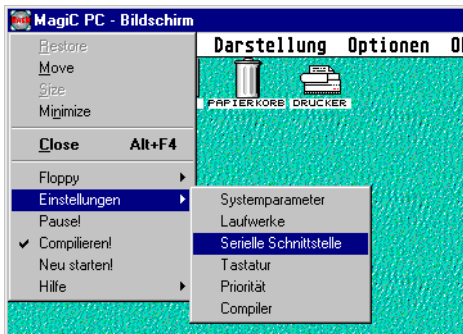 MagiC PC - Bildschirm
Restore
Move
Size
Minimize
Close Alt+F4
Floppy
Einstellungen
Pause!
Compilieren!
Neu starten!
Hilfe
Darstellung Optionen
PAPIERKORB DRUCKER
Systemparameter
Laufwerke
Serielle Schnittstelle
Tastatur
Priorität
Compiler